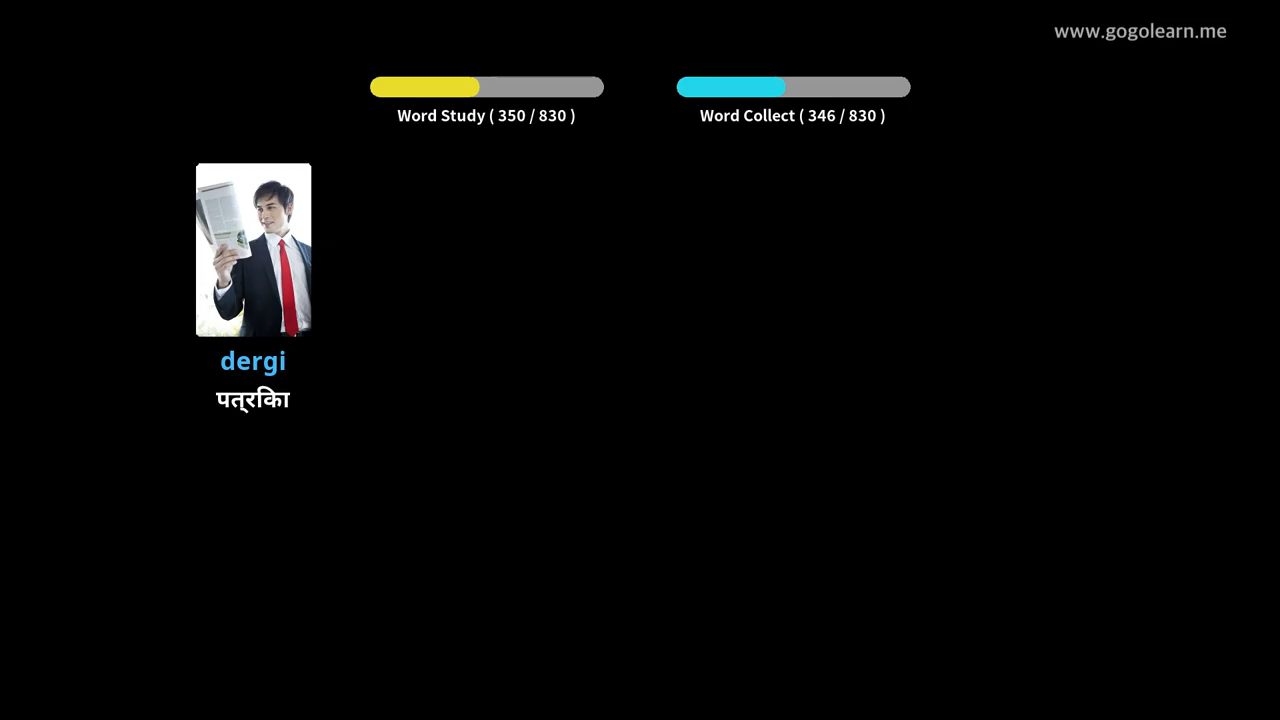 www.gogolearn.me
Word Study ( 350 / 830 )
Word Collect ( 346 / 830 )
dergi
पत्रिका